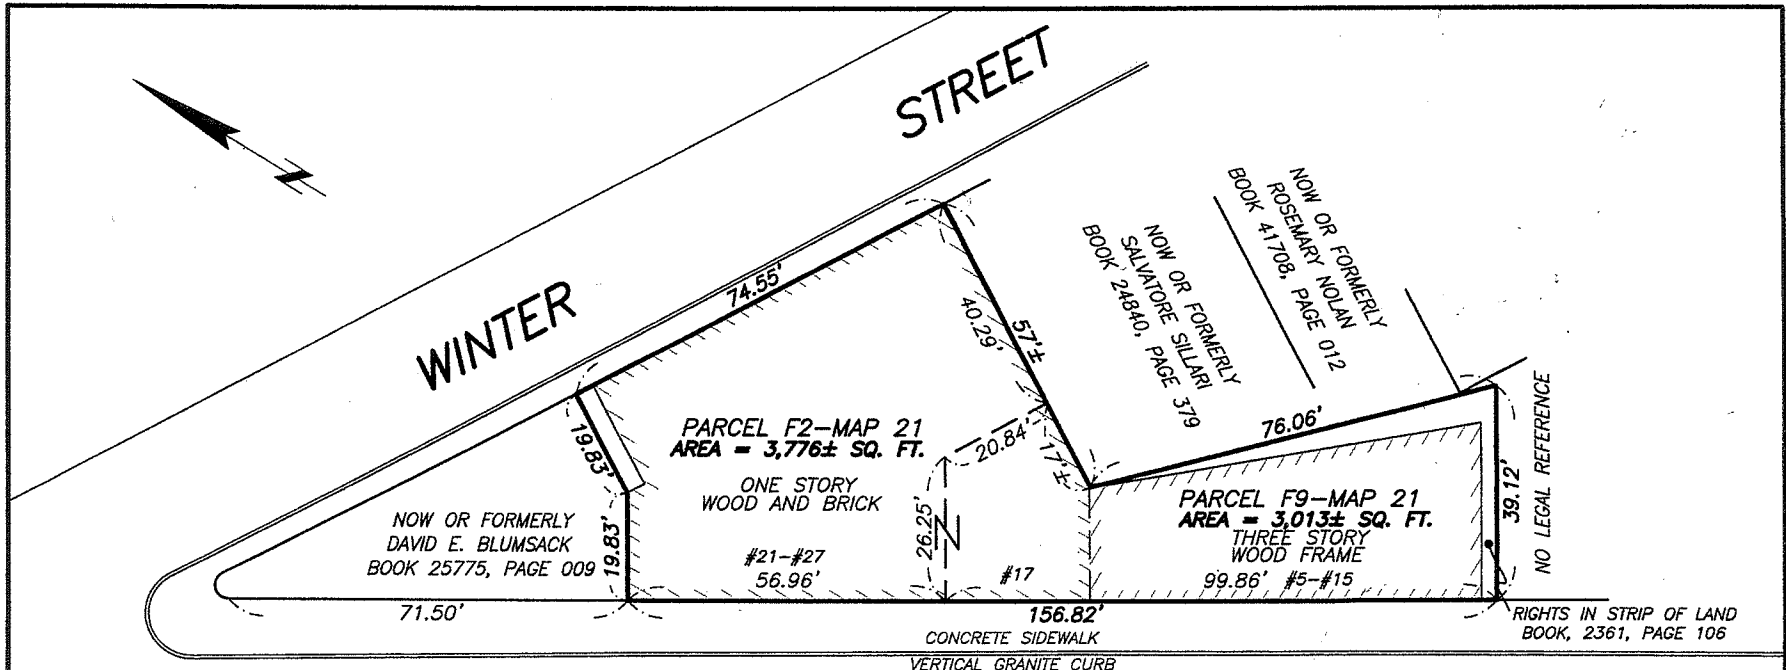 WINTER STREET
74.55'
40.29'
57'±
NOW OR FORMERLY
SALVATORE SILLARI
BOOK 24840, PAGE 379
NOW OR FORMERLY
ROSEMARY NOLAN
BOOK 41708, PAGE 012
19.83'
PARCEL F2-MAP 21
AREA = 3,776± SQ. FT.
ONE STORY
WOOD AND BRICK
20.84'
17'±
76.06'
NOW OR FORMERLY
DAVID E. BLUMSACK
BOOK 25775, PAGE 009
19.83'
#21-#27
56.96'
26.25'
N
#17
PARCEL F9-MAP 21
AREA = 3,013± SQ. FT.
THREE STORY
WOOD FRAME
99.86' #5-#15
39.12'
NO LEGAL REFERENCE
71.50'
156.82'
RIGHTS IN STRIP OF LAND
BOOK, 2361, PAGE 106
CONCRETE SIDEWALK
VERTICAL GRANITE CURB